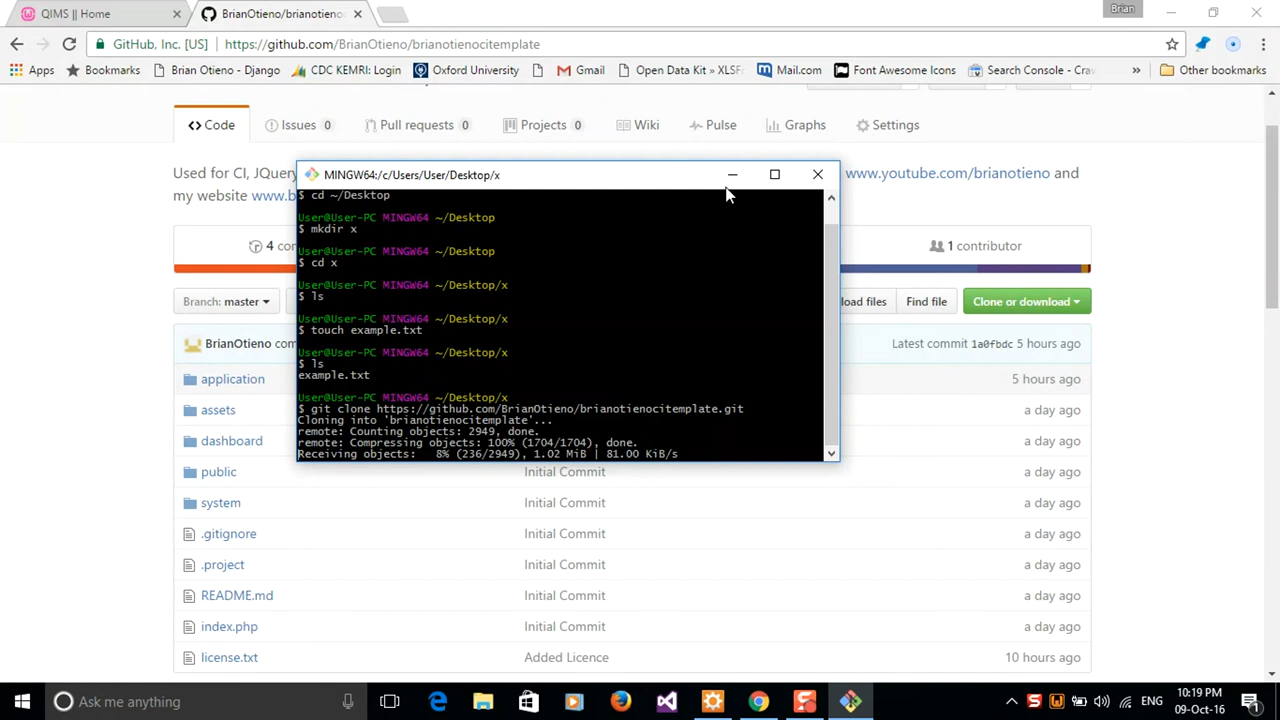 QIMS || Home
BrianOtieno/brianotieno
Brian
GitHub, Inc. [US]
https://github.com/BrianOtieno/brianotienocitemplate
Apps
Bookmarks
Brian Otieno - Django
CDC KEMRI: Login
Oxford University
Gmail
Open Data Kit » XLSF
Mail.com
Font Awesome Icons
Search Console - Cra
»
Other bookmarks
<> Code
Issues 0
Pull requests 0
Projects 0
Wiki
Pulse
Graphs
Settings
Used for CI, JQuery
www.youtube.com/brianotieno and
my website www.b
4 co
1 contributor
Branch: master
load files
Find file
Clone or download
BrianOtieno com
Latest commit 1a0fbdc 5 hours ago
application
5 hours ago
assets
dashboard
public
Initial Commit
a day ago
system
Initial Commit
a day ago
.gitignore
Initial Commit
a day ago
.project
Initial Commit
a day ago
README.md
Initial Commit
a day ago
index.php
Initial Commit
a day ago
license.txt
Added Licence
10 hours ago
a day ago
a day ago
MINGW64:/c/Users/User/Desktop/x
$ cd ~/Desktop
User@User-PC MINGW64 ~/Desktop
$ mkdir x
User@User-PC MINGW64 ~/Desktop
$ cd x
User@User-PC MINGW64 ~/Desktop/x
$ ls
User@User-PC MINGW64 ~/Desktop/x
$ touch example.txt
User@User-PC MINGW64 ~/Desktop/x
$ ls
example.txt
User@User-PC MINGW64 ~/Desktop/x
$ git clone https://github.com/BrianOtieno/brianotienocitemplate.git
Cloning into 'brianotienocitemplate'...
remote: Counting objects: 2949, done.
remote: Compressing objects: 100% (1704/1704), done.
Receiving objects: 8% (236/2949), 1.02 MiB | 81.00 KiB/s
Ask me anything
10:19 PM
09-Oct-16
1